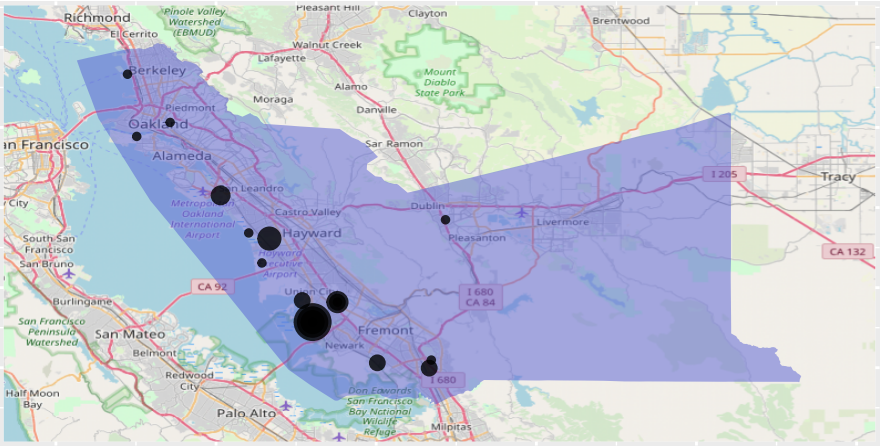 Richmond
El Cerrito
Pinole Valley
Watershed
(EBMUD)
Pleasant Hill
Clayton
Brentwood
Walnut Creek
Lafayette
Berkeley
Mount
Diablo
State Park
Alamo
Moraga
Danville
Piedmont
Oakland
an Francisco
San Ramon
Alameda
I 205
Tracy
City
n Leandro
Metropol
Oakland
International
Airport
Castro Valley
Dublin
Livermore
Hayward
Pleasanton
South San
Francisco
San Bruno
Hayward
Executive
Airport
CA 132
CA 92
Union City
I 680
CA 84
Burlingame
San Francisco
Peninsula
Watershed
San Mateo
Fremont
Newark
Belmont
Redwood
City
I 680
Half Moon
Bay
Don Edwards
San Francisco
Bay National
Wildlife
Refuge
Palo Alto
Milpitas